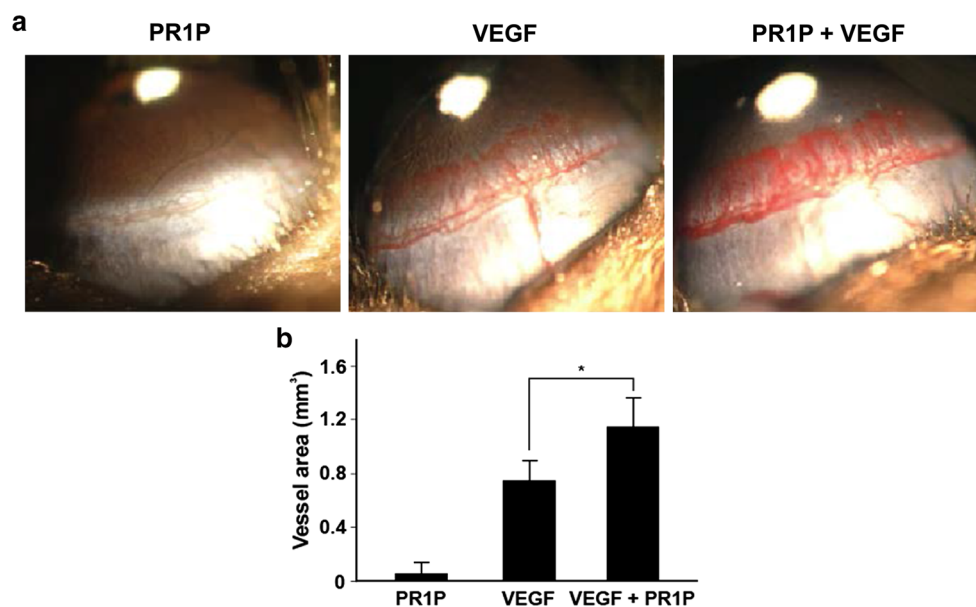 a
PR1P VEGF PR1P + VEGF
b
Vessel area (mm³)
1.6
1.2
0.8
0.4
0
*
PR1P VEGF VEGF + PR1P